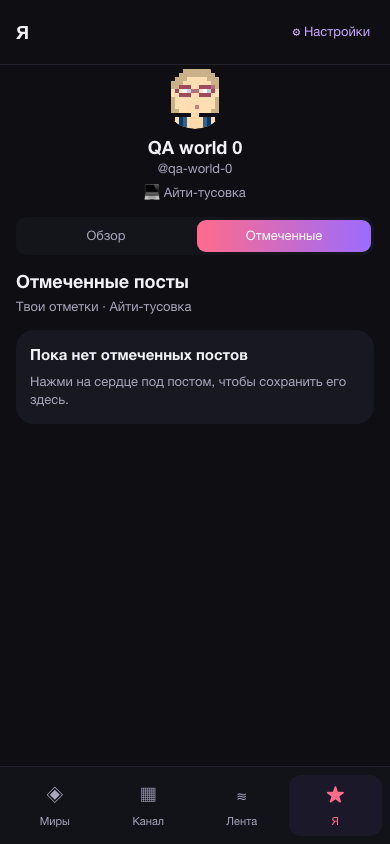 Я
⚙ Настройки
QA world 0
@qa-world-0
💻 Айти-тусовка
Обзор
Отмеченные
Отмеченные посты
Твои отметки · Айти-тусовка
Пока нет отмеченных постов
Нажми на сердце под постом, чтобы сохранить его
здесь.
Миры
Канал
Лента
Я